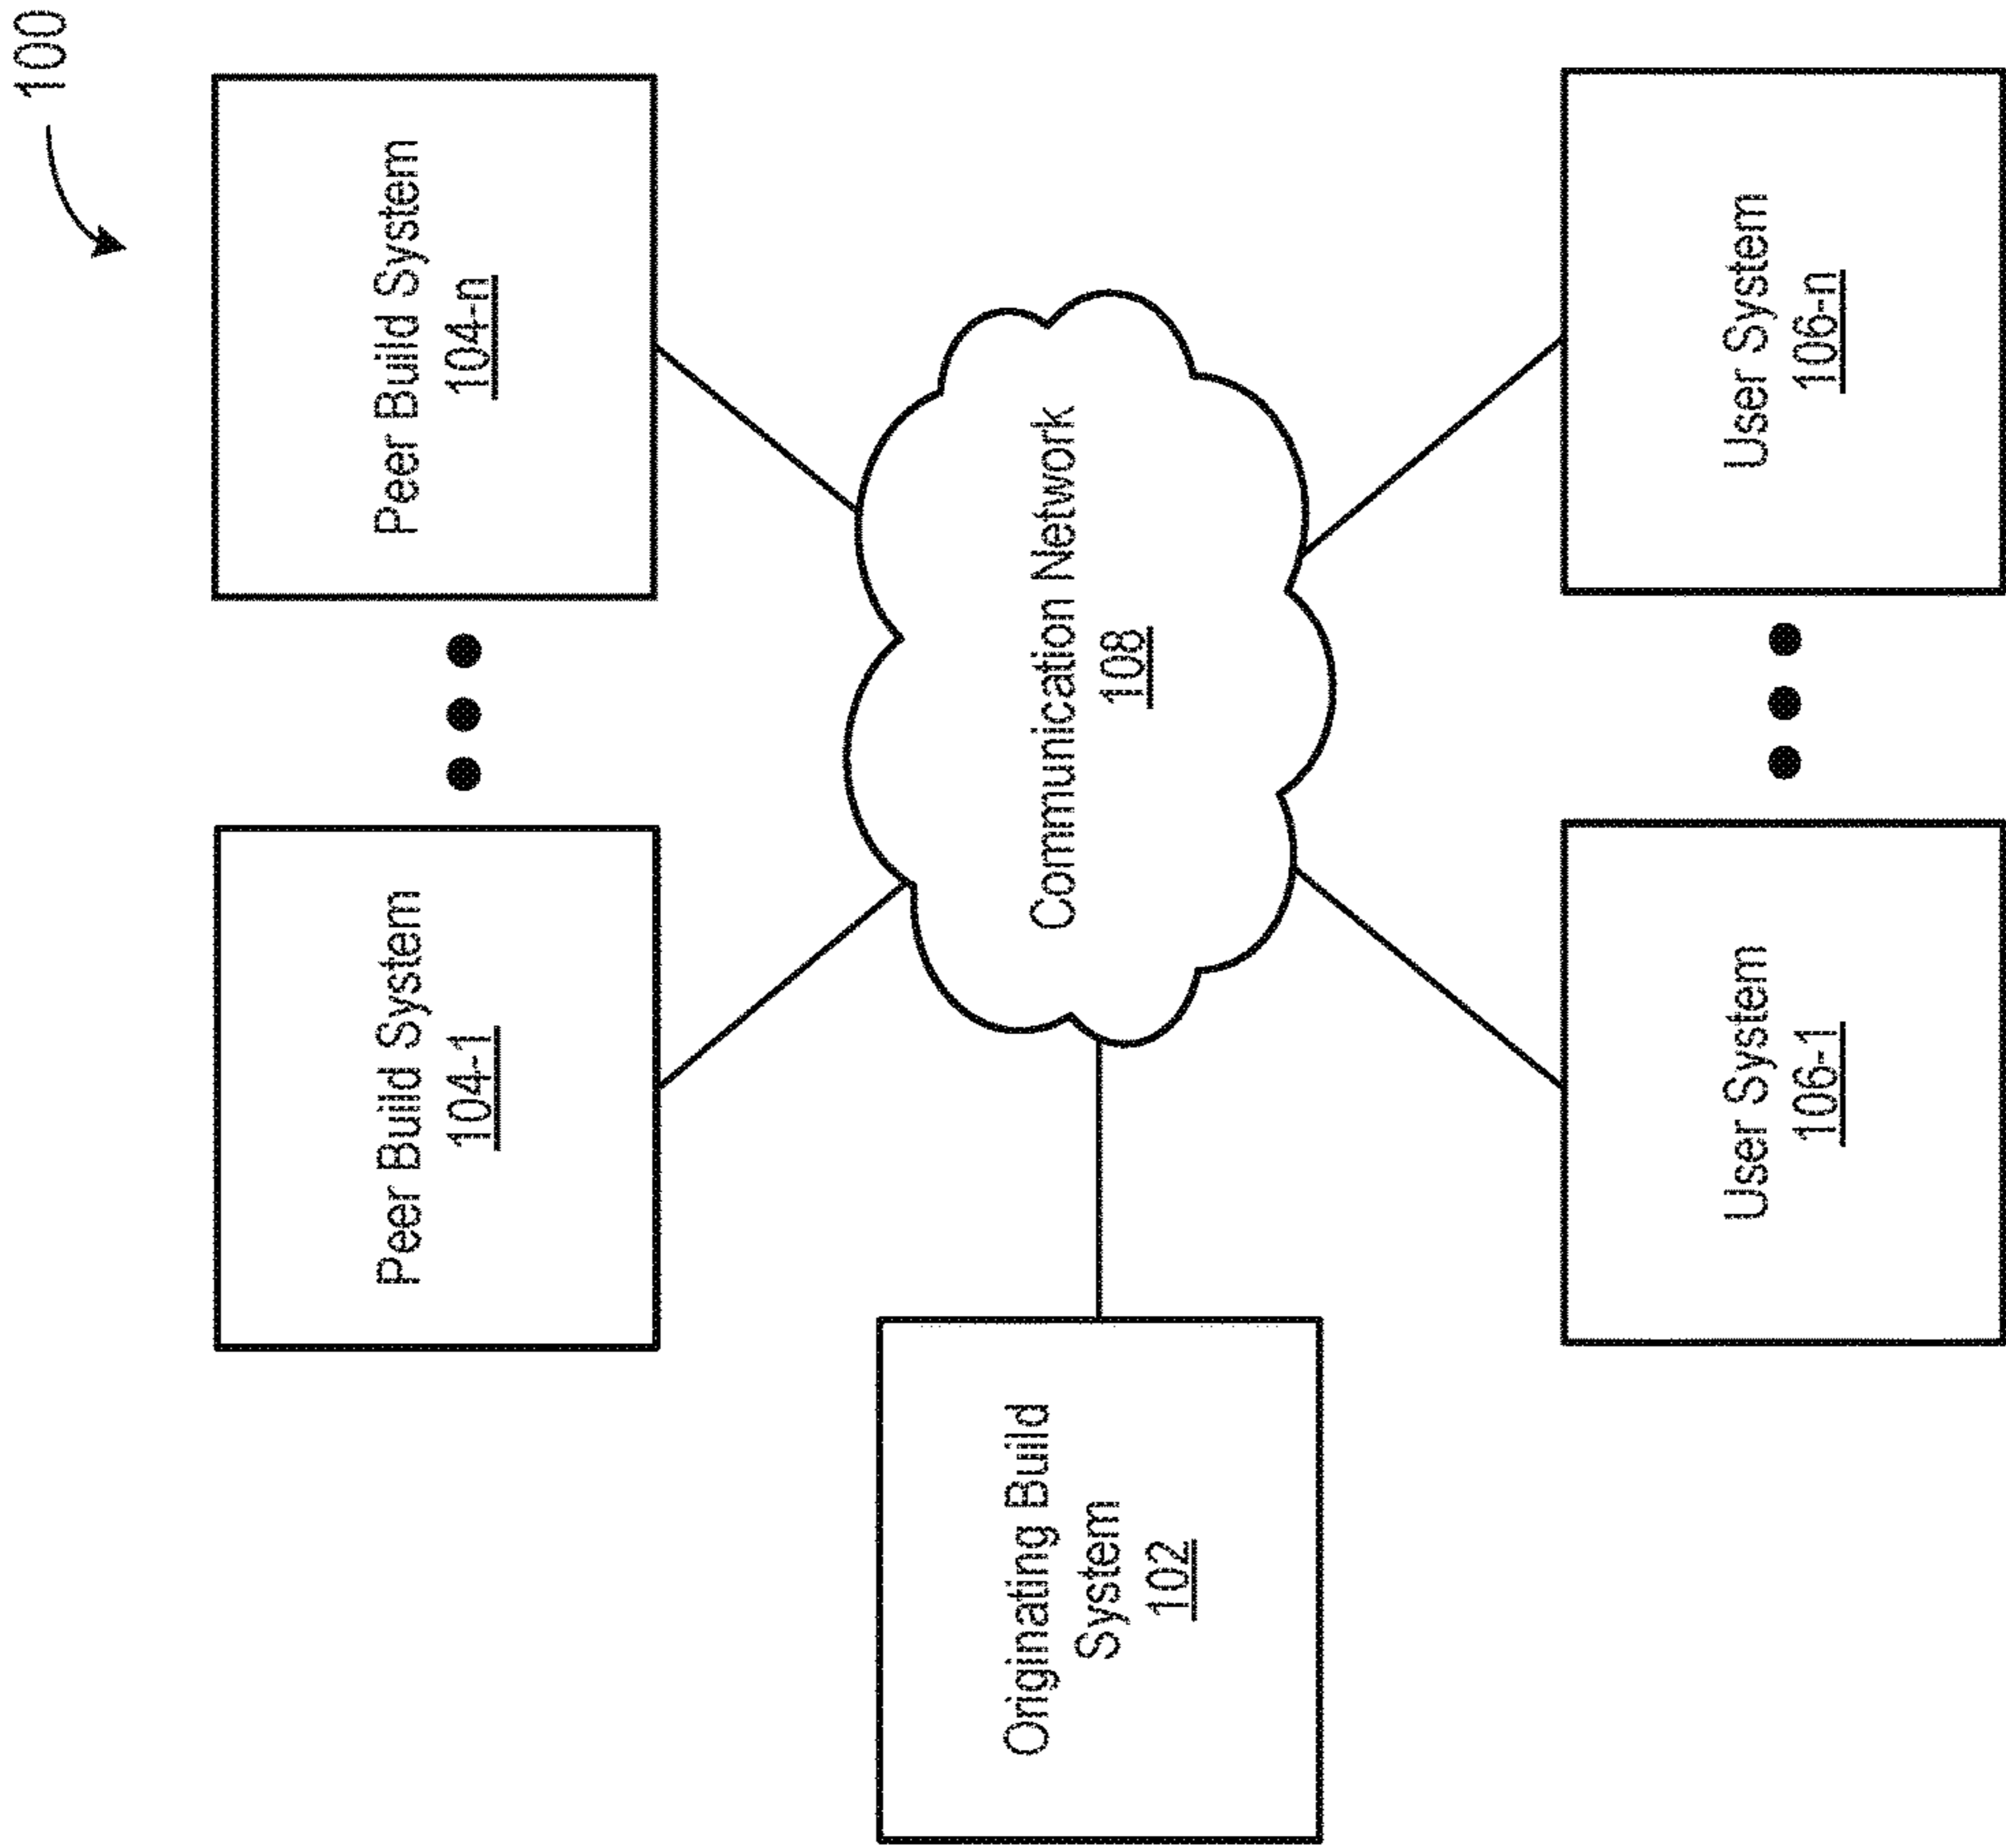 100
Peer Build System
104-1
Peer Build System
104-n
Originating Build
System
102
Communication Network
108
User System
106-1
User System
106-n